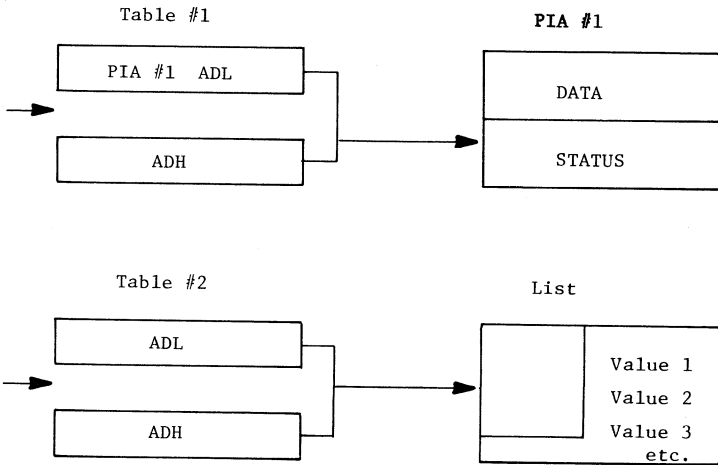 Table #1
PIA #1
PIA #1 ADL
DATA
ADH
STATUS
Table #2
List
ADL
Value 1
Value 2
ADH
Value 3
etc.